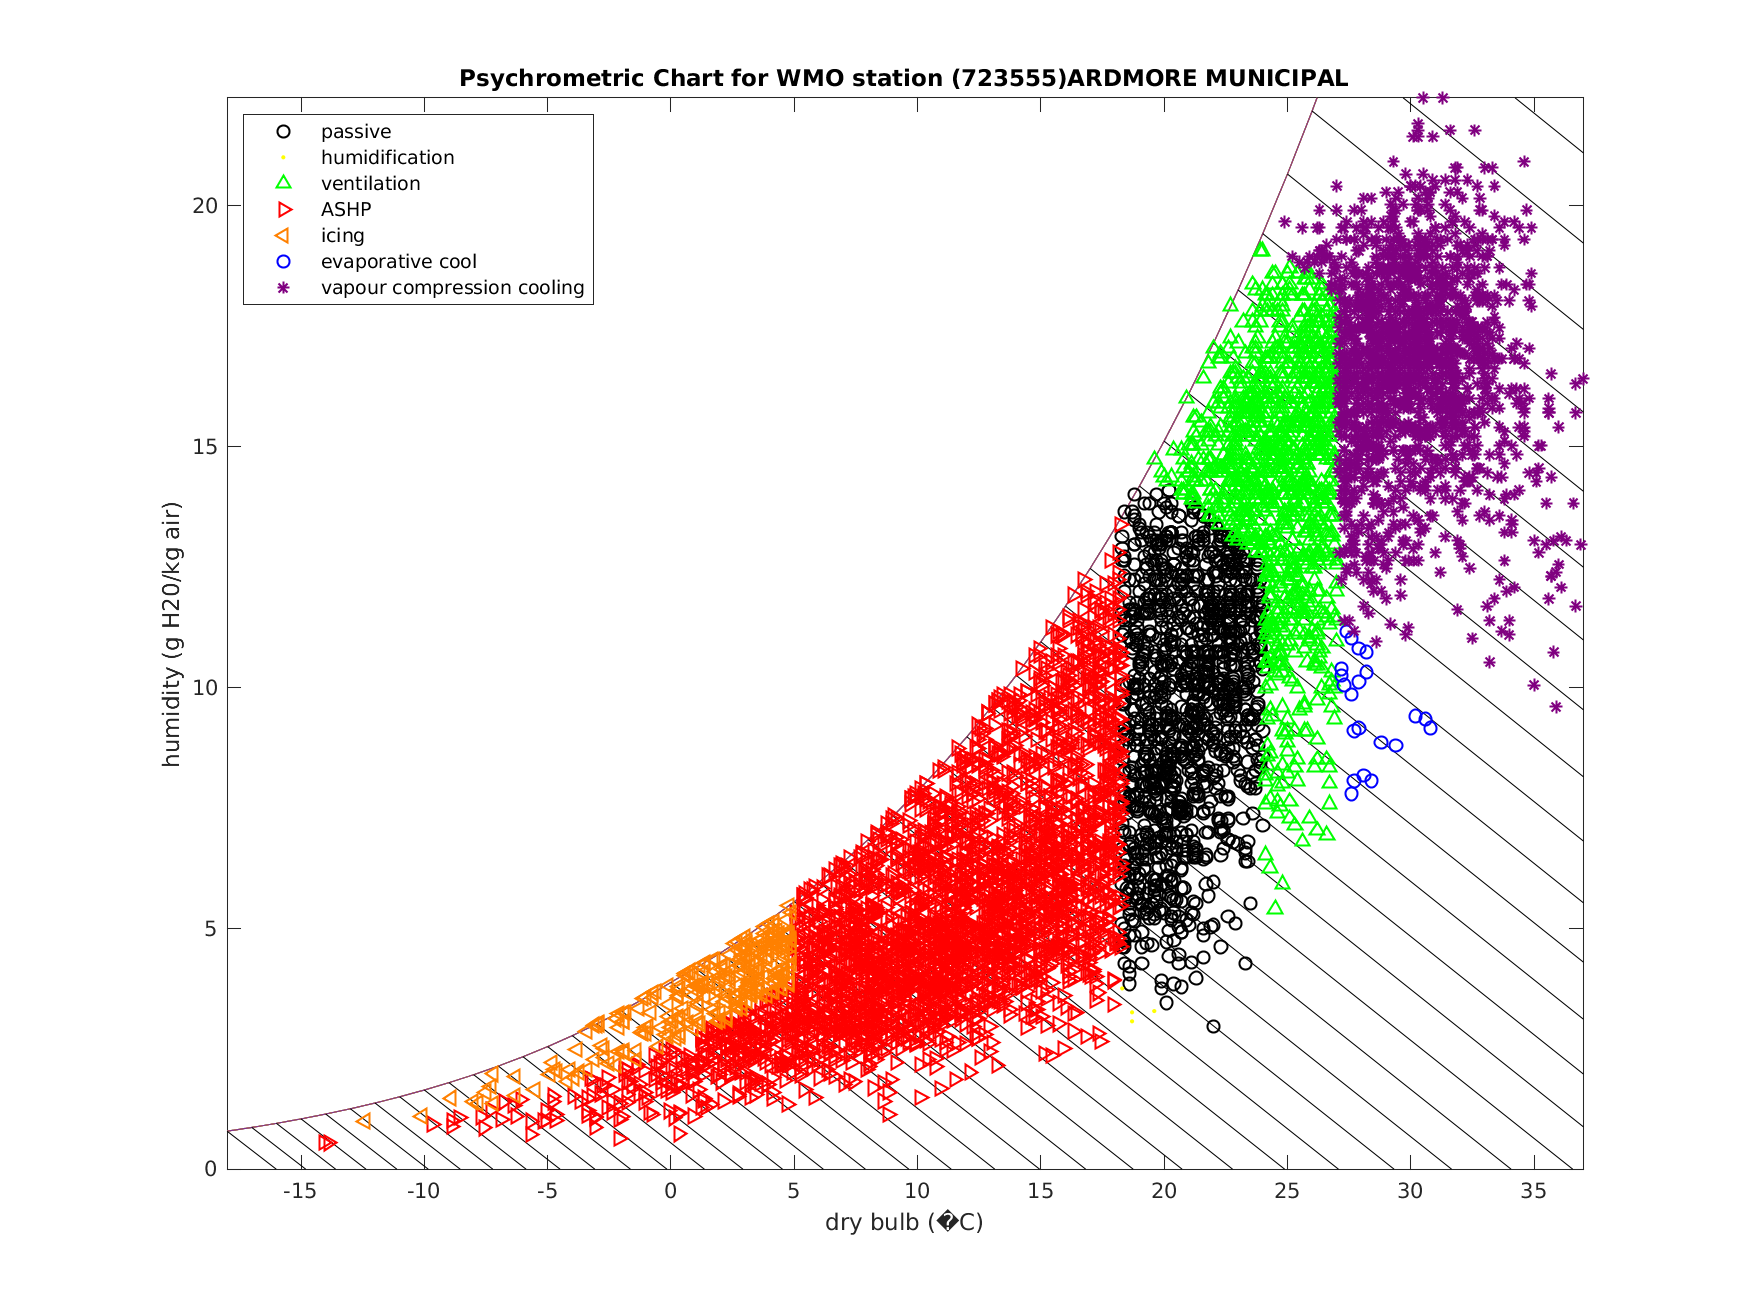 Psychrometric Chart for WMO station (723555)ARDMORE MUNICIPAL
passive
humidification
ventilation
ASHP
icing
evaporative cool
vapour compression cooling
humidity (g H20/kg air)
20
15
10
5
0
-15 -10 -5 0 5 10 15 20 25 30 35
dry bulb (�C)